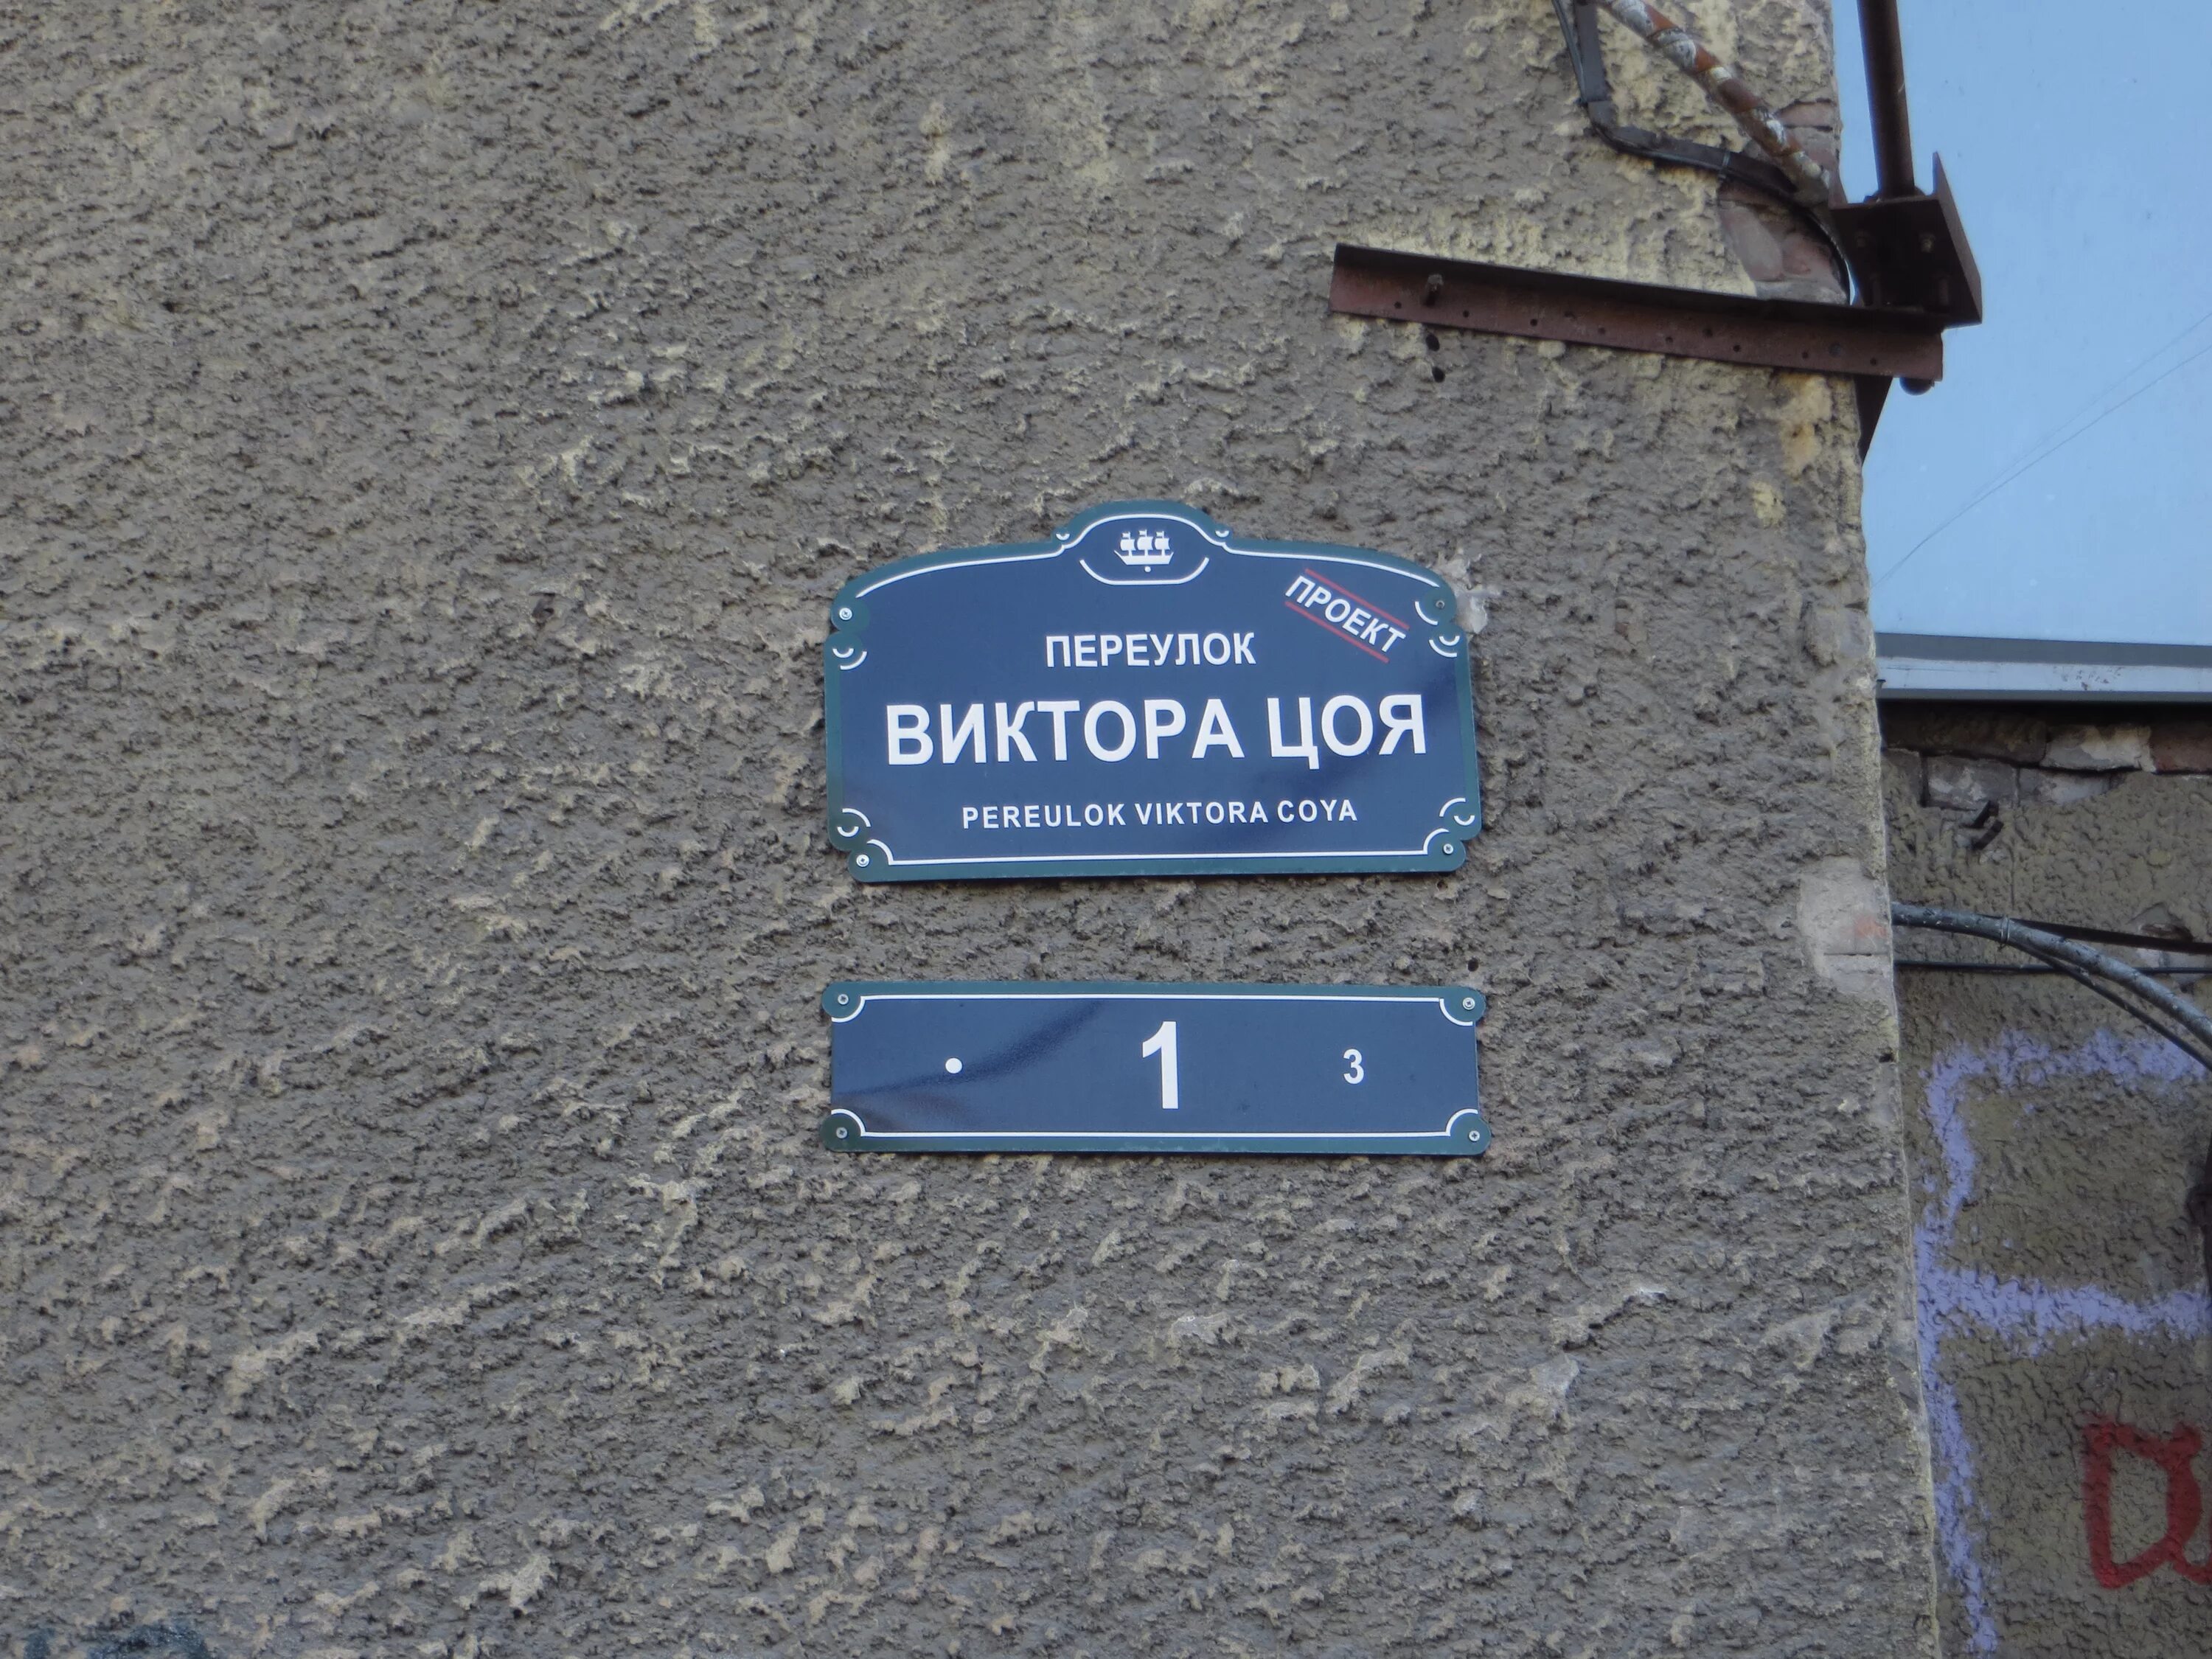 ПРОЕКТ
ПЕРЕУЛОК
ВИКТОРА ЦОЯ
PEREULOK VIKTORA COYA
• 1 3